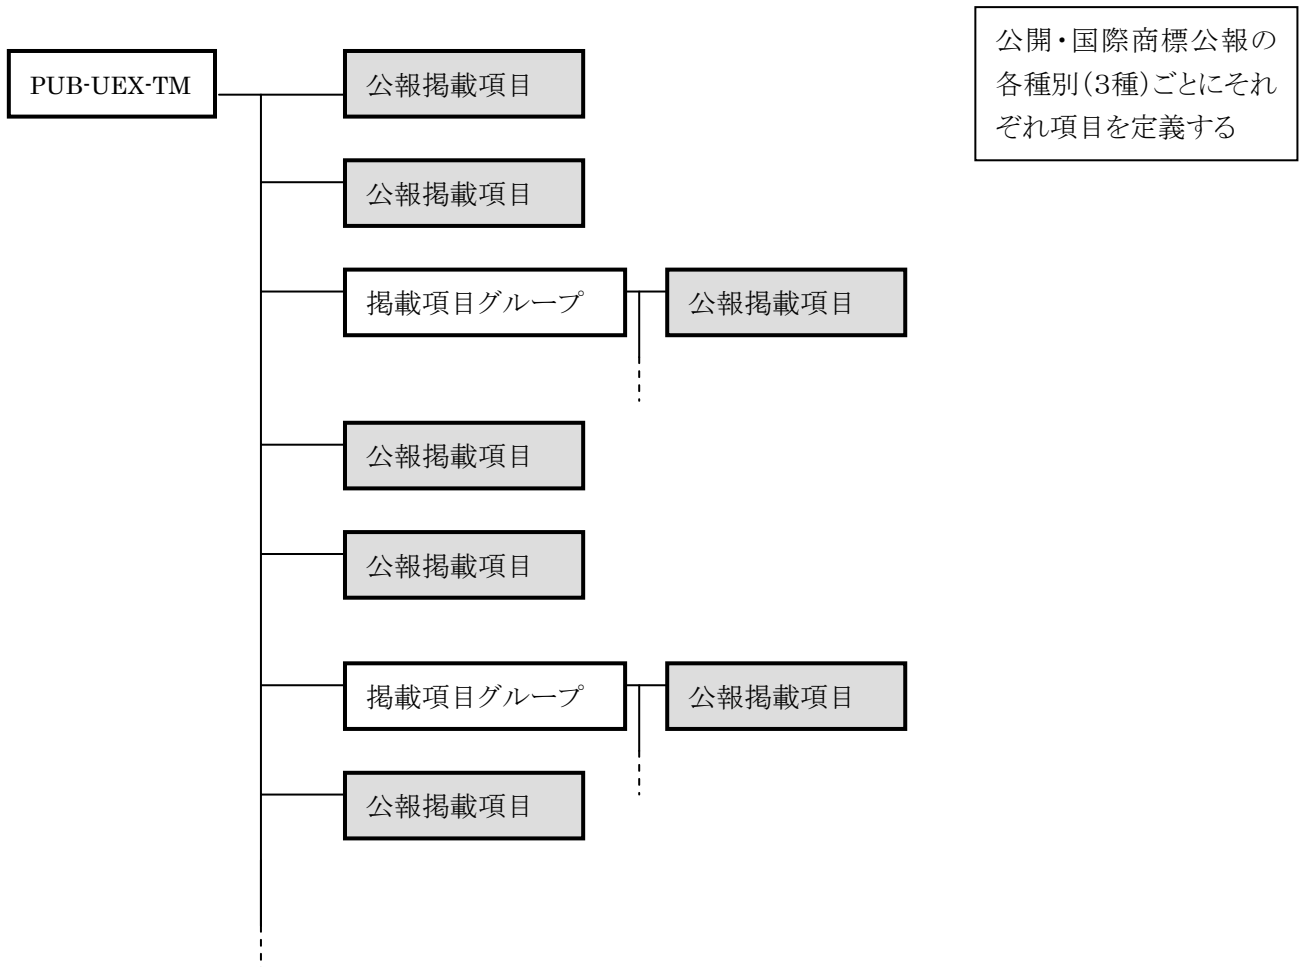 公開・国際商標公報の
各種別(3種)ごとにそれ
ぞれ項目を定義する
PUB-UEX-TM
公報掲載項目
公報掲載項目
掲載項目グループ
公報掲載項目
公報掲載項目
公報掲載項目
掲載項目グループ
公報掲載項目
公報掲載項目